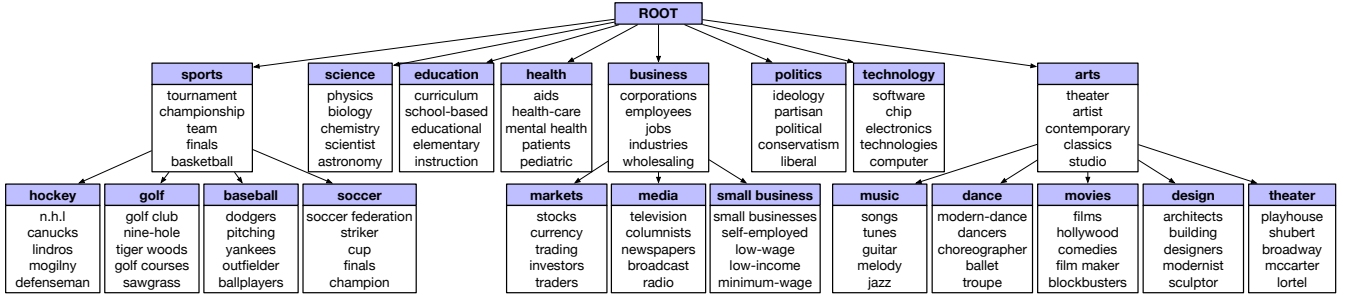 ROOT
sports
tournament
championship
team
finals
basketball
science
physics
biology
chemistry
scientist
astronomy
education
curriculum
school-based
educational
elementary
instruction
health
aids
health-care
mental health
patients
pediatric
business
corporations
employees
jobs
industries
wholesaling
politics
ideology
partisan
political
conservatism
liberal
technology
software
chip
electronics
technologies
computer
arts
theater
artist
contemporary
classics
studio
hockey
n.h.l
canucks
lindros
mogilny
defenseman
golf
golf club
nine-hole
tiger woods
golf courses
sawgrass
baseball
dodgers
pitching
yankees
outfielder
ballplayers
soccer
soccer federation
striker
cup
finals
champion
markets
stocks
currency
trading
investors
traders
media
television
columnists
newspapers
broadcast
radio
small business
small businesses
self-employed
low-wage
low-income
minimum-wage
music
songs
tunes
guitar
melody
jazz
dance
modern-dance
dancers
choreographer
ballet
troupe
movies
films
hollywood
comedies
film maker
blockbusters
design
architects
building
designers
modernist
sculptor
theater
playhouse
shubert
broadway
mccarter
lortel